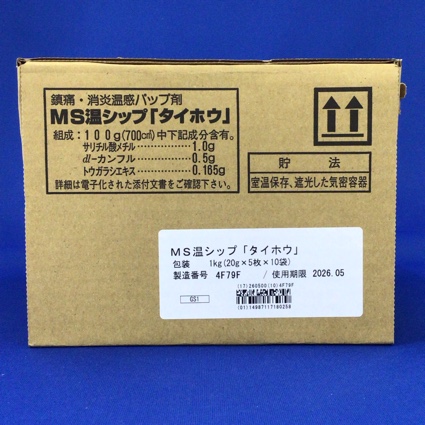 鎮痛・消炎温感パップ剤
MS温シップ「タイホウ」
組成：100g(700c㎡)中下記成分含有。
サリチル酸メチル 1.0g
dl-カンフル 0.5g
トウガラシエキス 0.165g
詳細は電子化された添付文書をご確認下さい。
貯法
室温保存、遮光した気密容器
MS温シップ「タイホウ」
包装 1kg(20g×5枚×10袋)
製造番号 4F79F / 使用期限 2026.05
(17)260500(10)4F79F
GS1
(01)14987117180258